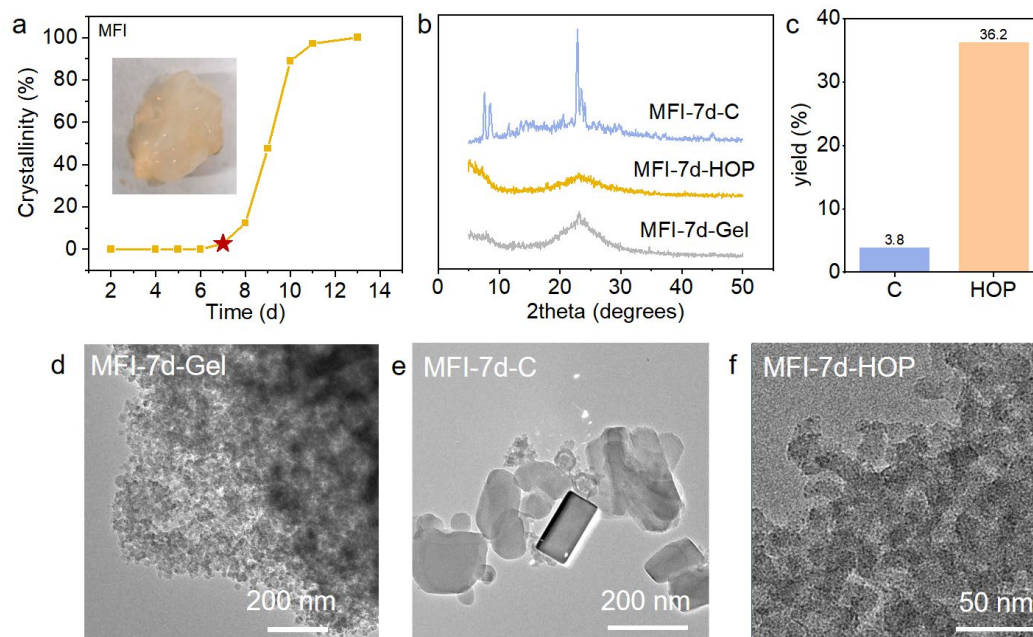 a
MFI
Crystallinity (%)
100
80
60
40
20
0
2
4
6
8
10
12
14
Time (d)
b
MFI-7d-C
MFI-7d-HOP
MFI-7d-Gel
0
10
20
30
40
50
2theta (degrees)
c
yield (%)
40
30
20
10
0
3.8
36.2
C
HOP
d
MFI-7d-Gel
200 nm
e
MFI-7d-C
200 nm
f
MFI-7d-HOP
50 nm